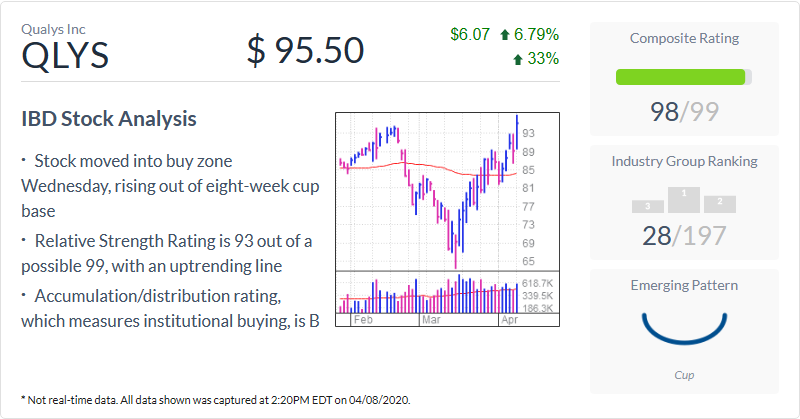 Qualys Inc
QLYS
$ 95.50
$6.07 6.79%
33%
IBD Stock Analysis
· Stock moved into buy zone
Wednesday, rising out of eight-week cup
base
· Relative Strength Rating is 93 out of a
possible 99, with an uptrending line
· Accumulation/distribution rating,
which measures institutional buying, is B
93
89
85
81
77
73
69
65
618.7K
339.5K
186.3K
Feb Mar Apr
Composite Rating
98/99
Industry Group Ranking
3 1 2
28/197
Emerging Pattern
Cup
* Not real-time data. All data shown was captured at 2:20PM EDT on 04/08/2020.